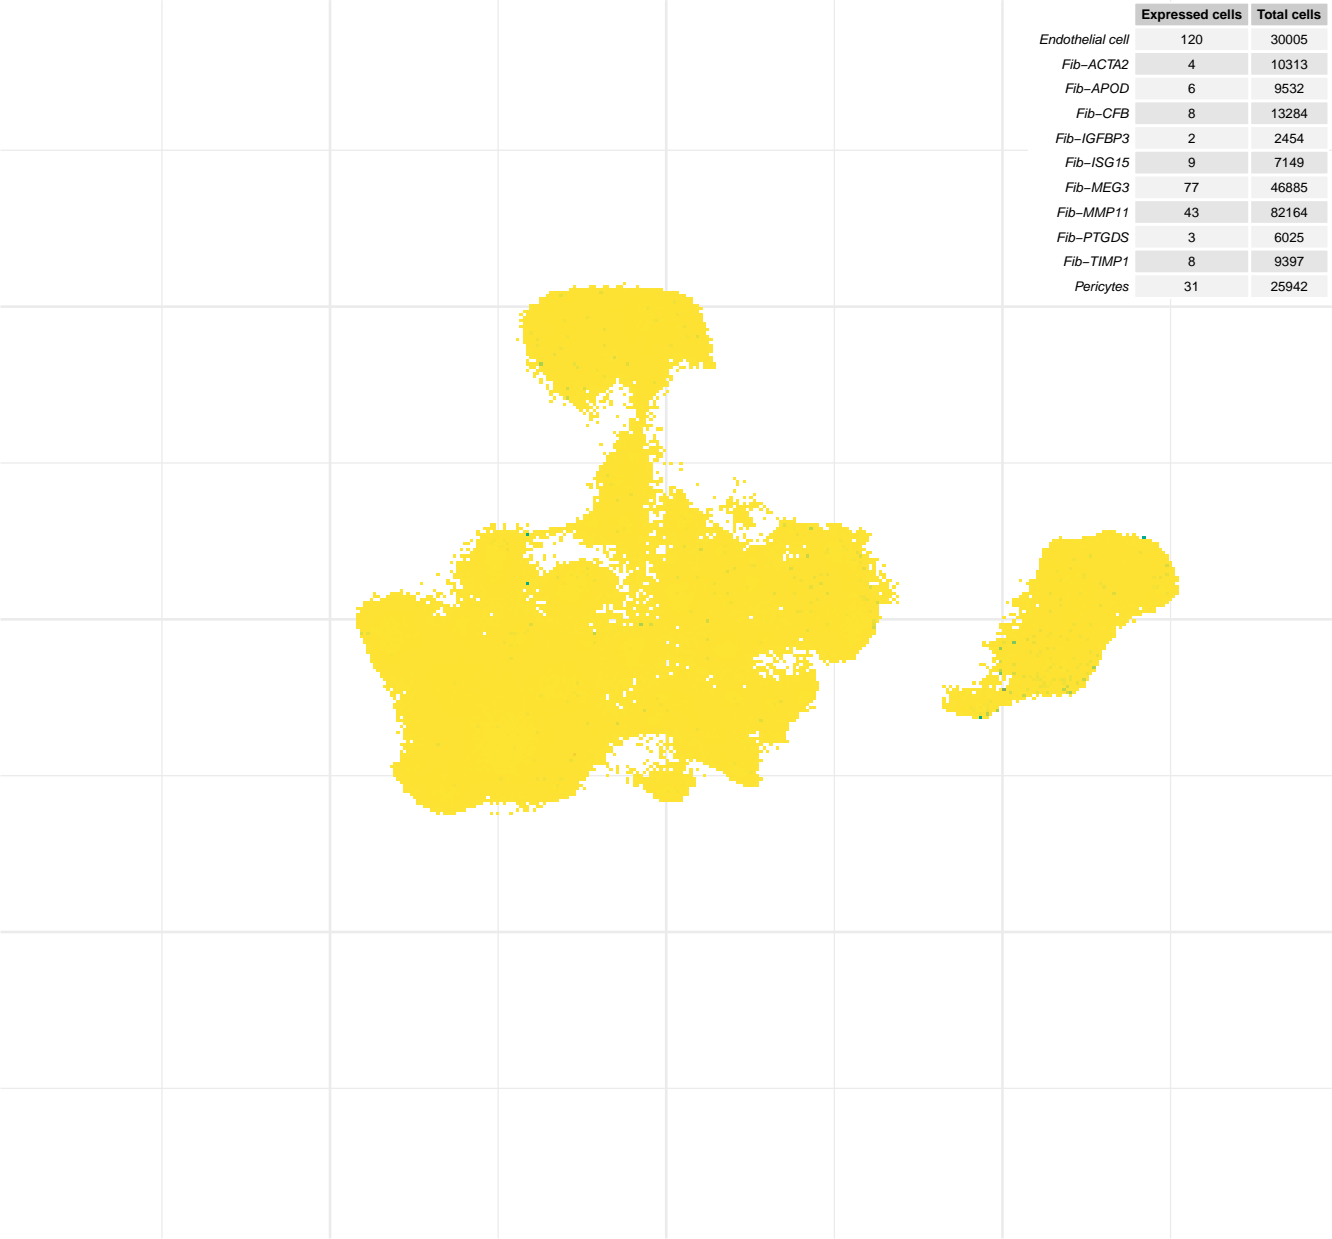 Expressed cells Total cells
Endothelial cell 120 30005
Fib−ACTA2 4 10313
Fib−APOD 6 9532
Fib−CFB 8 13284
Fib−IGFBP3 2 2454
Fib−ISG15 9 7149
Fib−MEG3 77 46885
Fib−MMP11 43 82164
Fib−PTGDS 3 6025
Fib−TIMP1 8 9397
Pericytes 31 25942